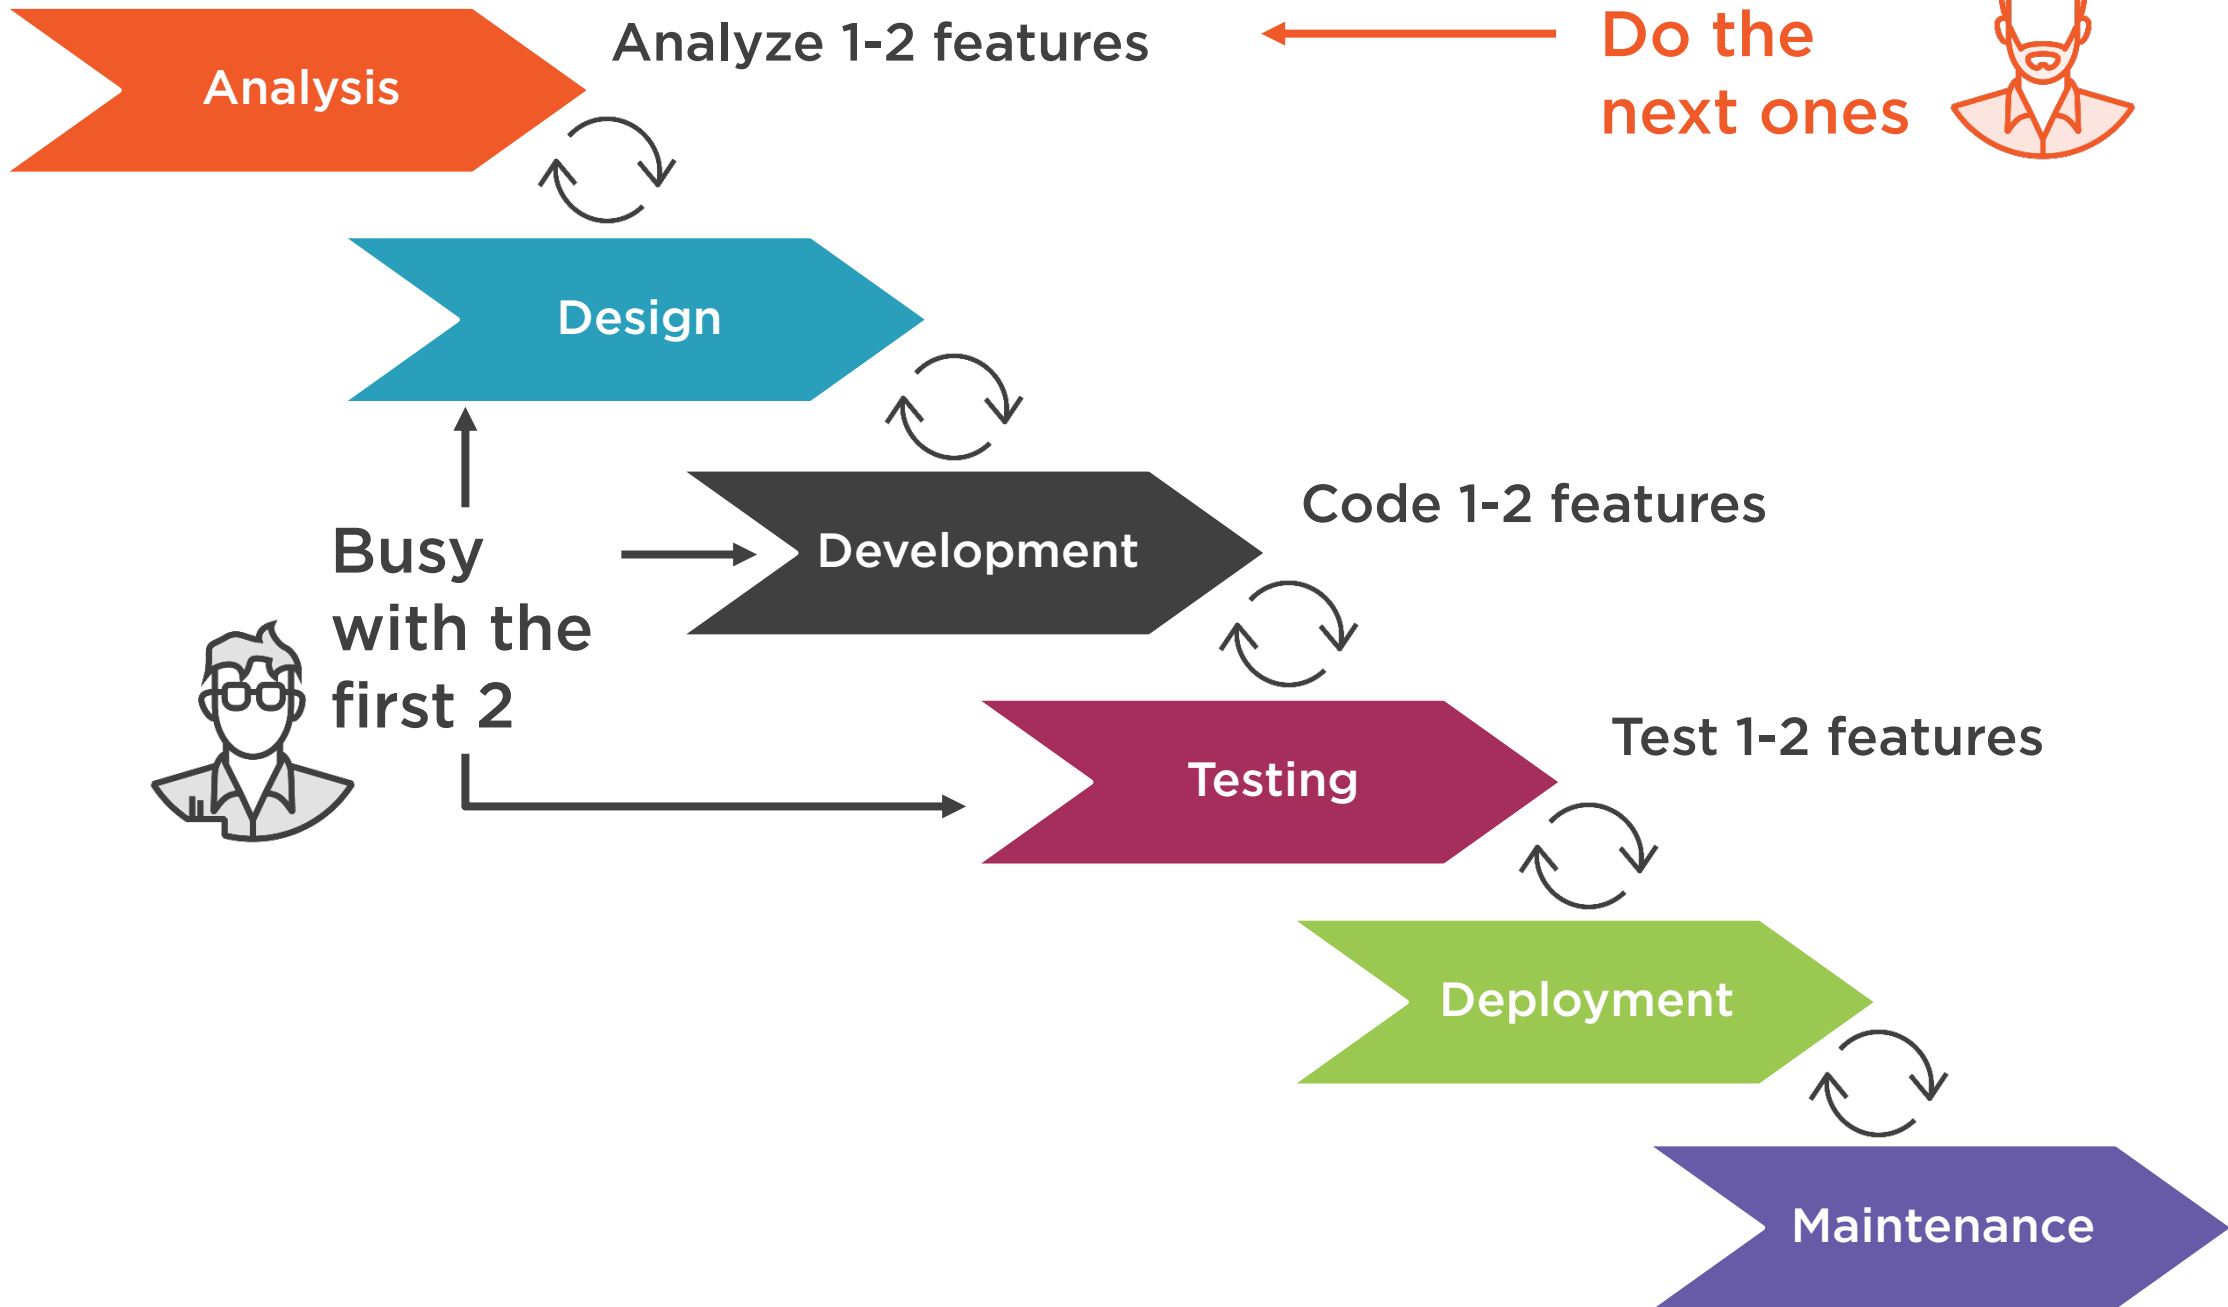 Analyze 1-2 features
Do the
next ones
Analysis
Design
Code 1-2 features
Development
Busy
with the
first 2
Test 1-2 features
Testing
Deployment
Maintenance